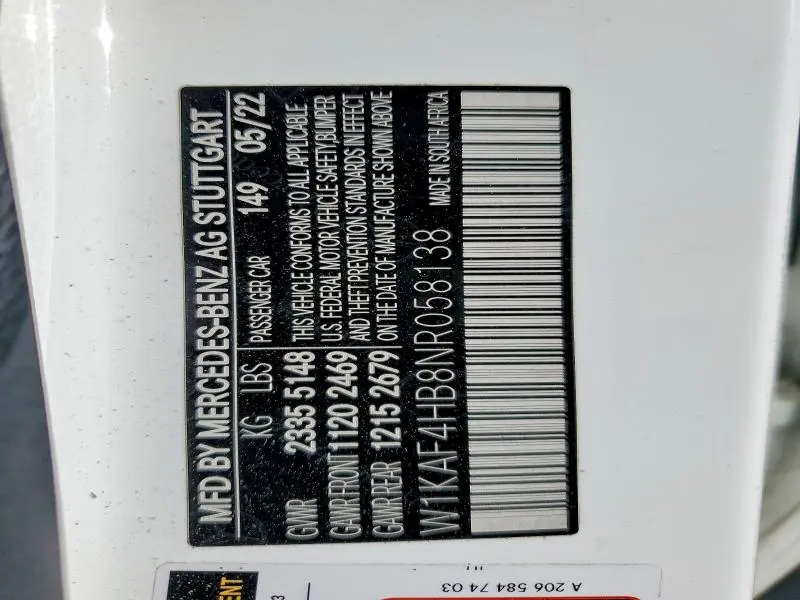 MFD BY MERCEDES-BENZ AG STUTTGART
KG LBS PASSENGER CAR 149 05/22
GVWR 2335 5148 THIS VEHICLE CONFORMS TO ALL APPLICABLE
GAWR FRONT 1120 2469 U.S. FEDERAL MOTOR VEHICLE SAFETY, BUMPER
GAWR REAR 1215 2679 AND THEFT PREVENTION STANDARDS IN EFFECT
ON THE DATE OF MANUFACTURE SHOWN ABOVE
W1KAF4HB8NR058138 MADE IN SOUTH AFRICA
A 206 584 74 03